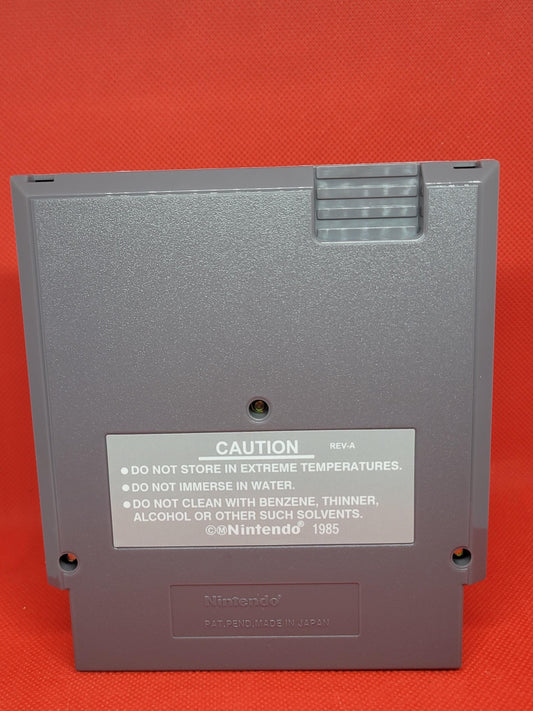 CAUTION REV-A
● DO NOT STORE IN EXTREME TEMPERATURES.
● DO NOT IMMERSE IN WATER.
● DO NOT CLEAN WITH BENZENE, THINNER,
ALCOHOL OR OTHER SUCH SOLVENTS.
©ⓂNintendo® 1985
Nintendo®
PAT.PEND.MADE IN JAPAN